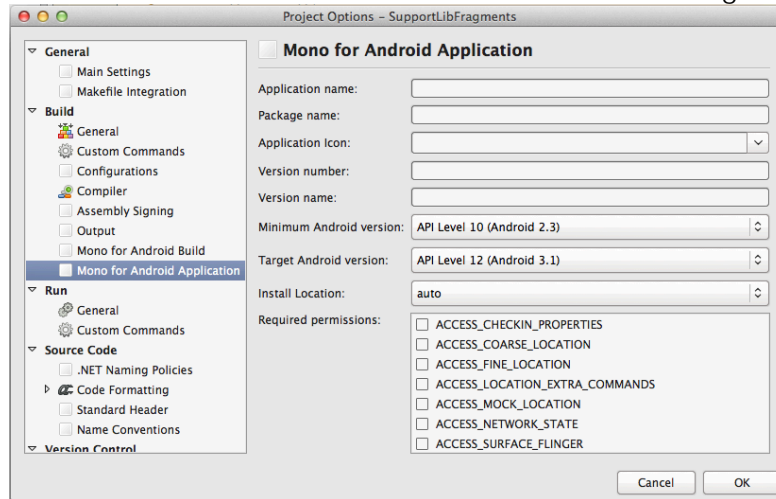 Project Options – SupportLibFragments
General
Main Settings
Makefile Integration
Build
General
Custom Commands
Configurations
Compiler
Assembly Signing
Output
Mono for Android Build
Mono for Android Application
Run
General
Custom Commands
Source Code
.NET Naming Policies
Code Formatting
Standard Header
Name Conventions
Version Control
Mono for Android Application
Application name:
Package name:
Application Icon:
Version number:
Version name:
Minimum Android version: API Level 10 (Android 2.3)
Target Android version: API Level 12 (Android 3.1)
Install Location: auto
Required permissions:
ACCESS_CHECKIN_PROPERTIES
ACCESS_COARSE_LOCATION
ACCESS_FINE_LOCATION
ACCESS_LOCATION_EXTRA_COMMANDS
ACCESS_MOCK_LOCATION
ACCESS_NETWORK_STATE
ACCESS_SURFACE_FLINGER
Cancel OK